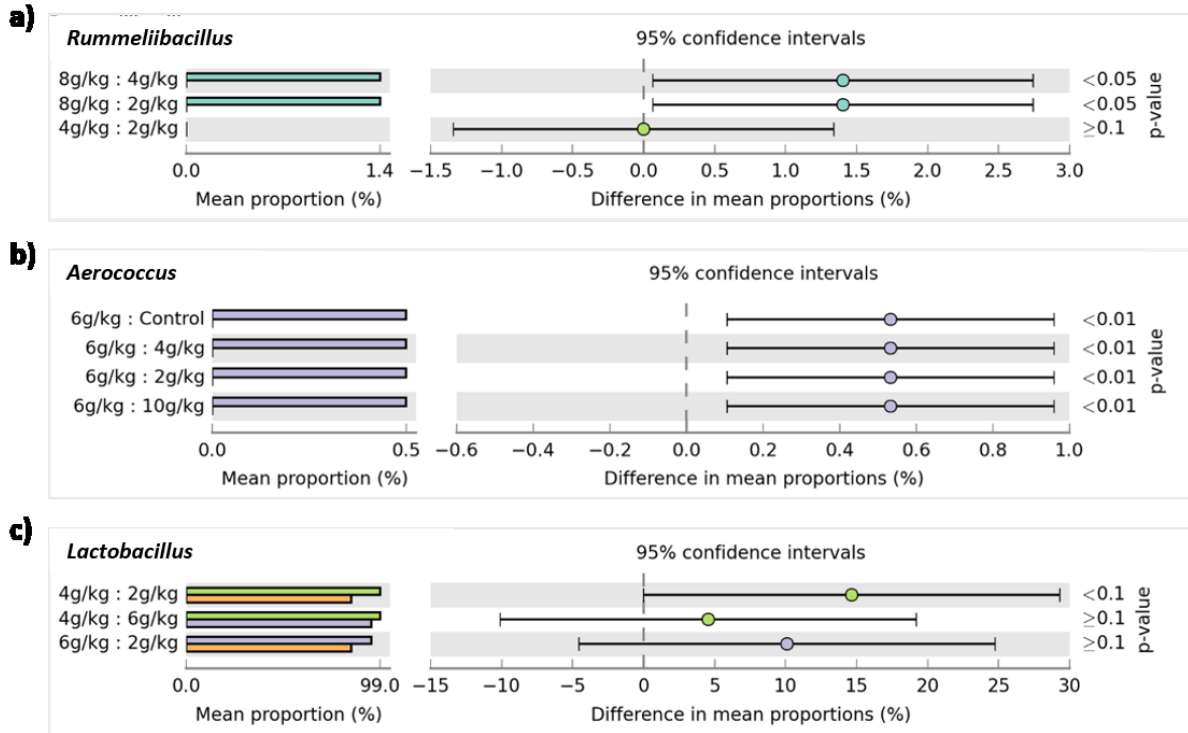 a)
Rummeliibacillus
95% confidence intervals
8g/kg : 4g/kg
<0.05
8g/kg : 2g/kg
<0.05
4g/kg : 2g/kg
≥0.1
p-value
0.0 1.4
−1.5 −1.0 −0.5 0.0 0.5 1.0 1.5 2.0 2.5 3.0
Mean proportion (%)
Difference in mean proportions (%)
b)
Aerococcus
95% confidence intervals
6g/kg : Control
<0.01
6g/kg : 4g/kg
<0.01
6g/kg : 2g/kg
<0.01
6g/kg : 10g/kg
<0.01
p-value
0.0 0.5
−0.6 −0.4 −0.2 0.0 0.2 0.4 0.6 0.8 1.0
Mean proportion (%)
Difference in mean proportions (%)
c)
Lactobacillus
95% confidence intervals
4g/kg : 2g/kg
<0.1
4g/kg : 6g/kg
≥0.1
6g/kg : 2g/kg
≥0.1
p-value
0.0 99.0
−15 −10 −5 0 5 10 15 20 25 30
Mean proportion (%)
Difference in mean proportions (%)